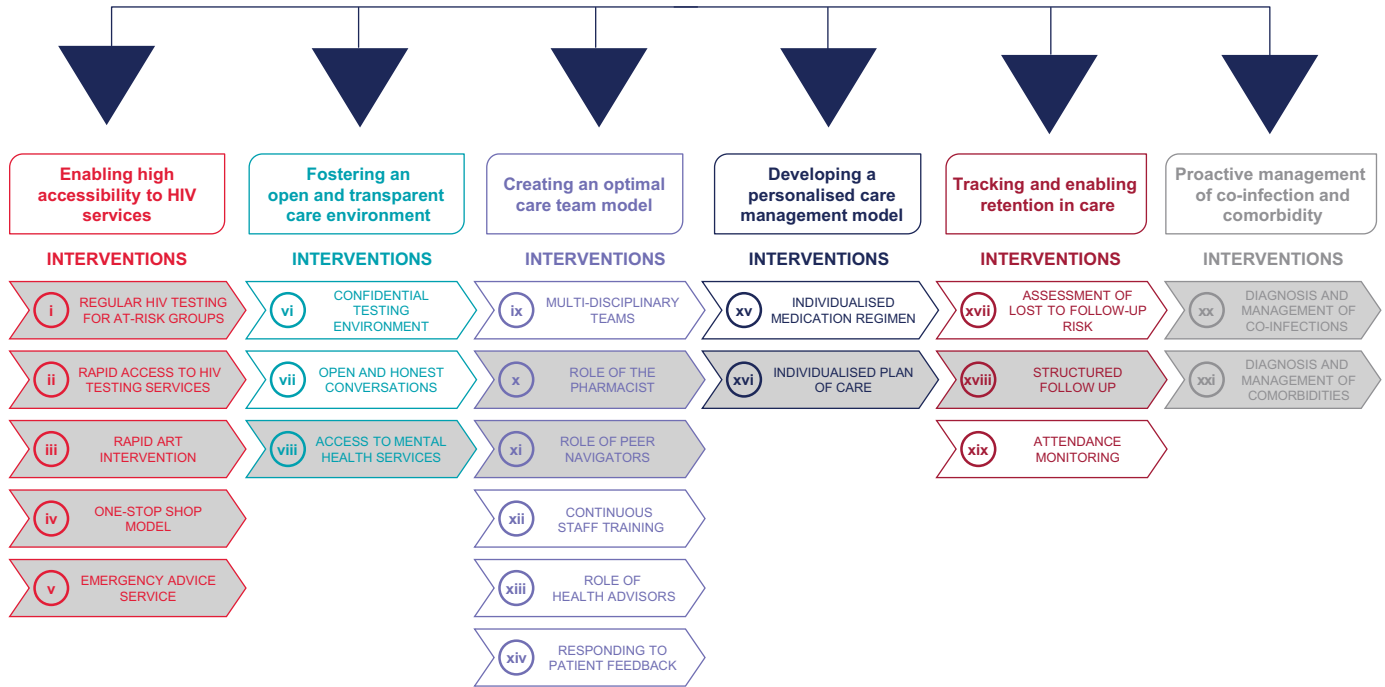 Enabling high
accessibility to HIV
services
INTERVENTIONS
i
REGULAR HIV TESTING
FOR AT-RISK GROUPS
ii
RAPID ACCESS TO HIV
TESTING SERVICES
iii
RAPID ART
INTERVENTION
iv
ONE-STOP SHOP
MODEL
v
EMERGENCY ADVICE
SERVICE
Fostering an
open and transparent
care environment
INTERVENTIONS
vi
CONFIDENTIAL
TESTING
ENVIRONMENT
vii
OPEN AND HONEST
CONVERSATIONS
viii
ACCESS TO MENTAL
HEALTH SERVICES
Creating an optimal
care team model
INTERVENTIONS
ix
MULTI-DISCIPLINARY
TEAMS
x
ROLE OF THE
PHARMACIST
xi
ROLE OF PEER
NAVIGATORS
xii
CONTINUOUS
STAFF TRAINING
xiii
ROLE OF
HEALTH ADVISORS
xiv
RESPONDING TO
PATIENT FEEDBACK
Developing a
personalised care
management model
INTERVENTIONS
xv
INDIVIDUALISED
MEDICATION REGIMEN
xvi
INDIVIDUALISED PLAN
OF CARE
Tracking and enabling
retention in care
INTERVENTIONS
xvii
ASSESSMENT OF
LOST TO FOLLOW-UP
RISK
xviii
STRUCTURED
FOLLOW UP
xix
ATTENDANCE
MONITORING
Proactive management
of co-infection and
comorbidity
INTERVENTIONS
xx
DIAGNOSIS AND
MANAGEMENT OF
CO-INFECTIONS
xxi
DIAGNOSIS AND
MANAGEMENT OF
COMORBIDITIES